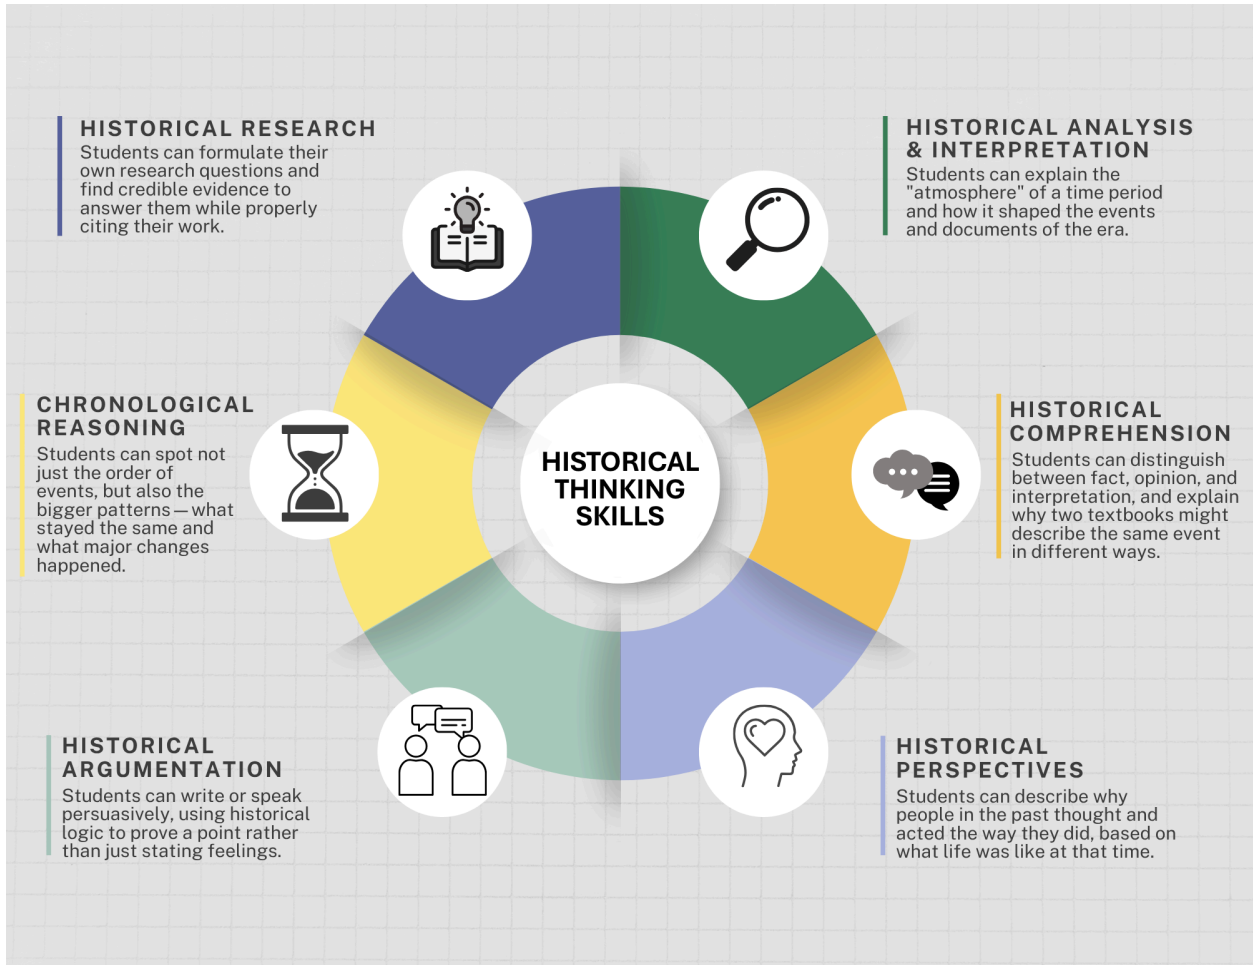 HISTORICAL RESEARCH
Students can formulate their
own research questions and
find credible evidence to
answer them while properly
citing their work.
HISTORICAL ANALYSIS
& INTERPRETATION
Students can explain the
"atmosphere" of a time period
and how it shaped the events
and documents of the era.
CHRONOLOGICAL
REASONING
Students can spot not
just the order of
events, but also the
bigger patterns—what
stayed the same and
what major changes
happened.
HISTORICAL
THINKING
SKILLS
HISTORICAL
COMPREHENSION
Students can distinguish
between fact, opinion, and
interpretation, and explain
why two textbooks might
describe the same event
in different ways.
HISTORICAL
ARGUMENTATION
Students can write or speak
persuasively, using historical
logic to prove a point rather
than just stating feelings.
HISTORICAL
PERSPECTIVES
Students can describe why
people in the past thought and
acted the way they did, based on
what life was like at that time.